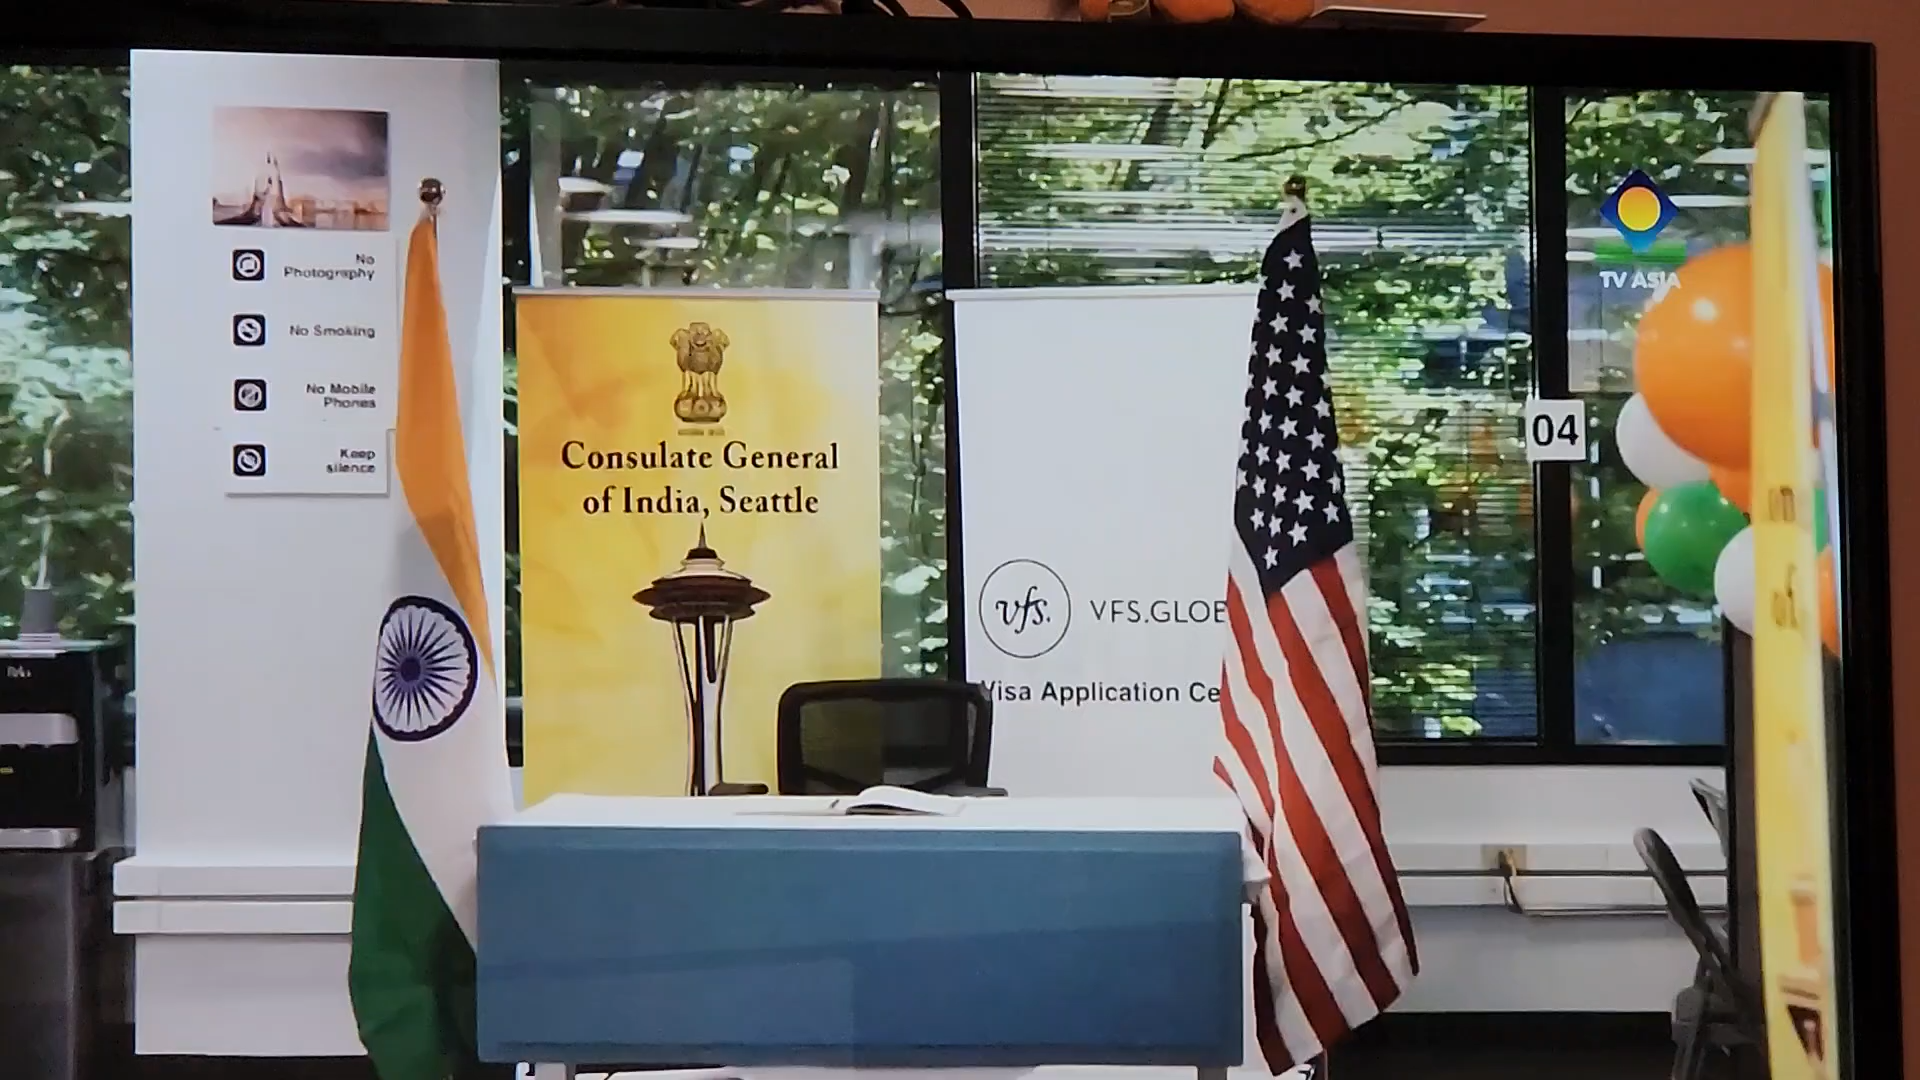 No
Photography
No Smoking
No Mobile
Phones
Keep
silence
Consulate General
of India, Seattle
vfs.
VFS.GLOB
Visa Application Ce
TV ASIA
04